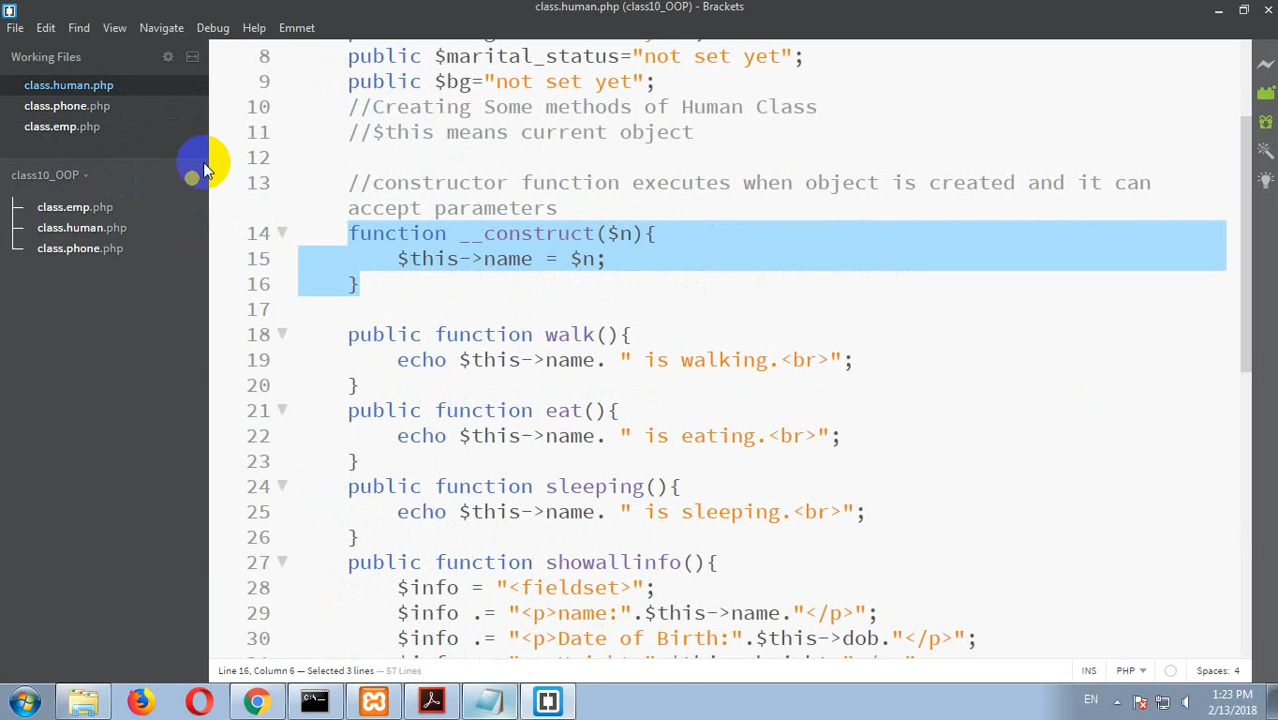 class.human.php (class10_OOP) - Brackets
File Edit Find View Navigate Debug Help Emmet
Working Files
class.human.php
class.phone.php
class.emp.php
class10_OOP
class.emp.php
class.human.php
class.phone.php
8 public $marital_status="not set yet";
9 public $bg="not set yet";
10 //Creating Some methods of Human Class
11 //$this means current object
12
13 //constructor function executes when object is created and it can
accept parameters
14 function __construct($n){
15 $this->name = $n;
16 }
17
18 public function walk(){
19 echo $this->name. " is walking.<br>";
20 }
21 public function eat(){
22 echo $this->name. " is eating.<br>";
23 }
24 public function sleeping(){
25 echo $this->name. " is sleeping.<br>";
26 }
27 public function showallinfo(){
28 $info = "<fieldset>";
29 $info .= "<p>name:".$this->name."</p>";
30 $info .= "<p>Date of Birth:".$this->dob."</p>";
Line 16, Column 6 — Selected 3 lines — 57 Lines
INS PHP Spaces: 4
EN
1:23 PM
2/13/2018